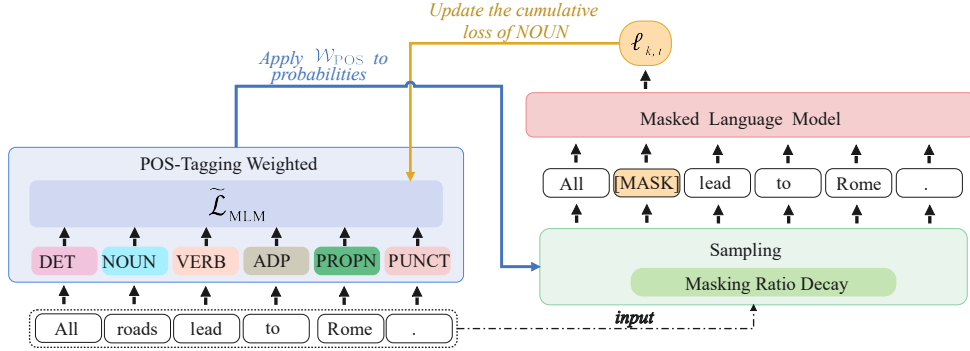 Update the cumulative
loss of NOUN
ℓ k, t
Apply 𝒲POS to
probabilities
Masked Language Model
POS-Tagging Weighted
All [MASK] lead to Rome .
ℒ̃MLM
DET NOUN VERB ADP PROPN PUNCT
Sampling
Masking Ratio Decay
All roads lead to Rome .
input